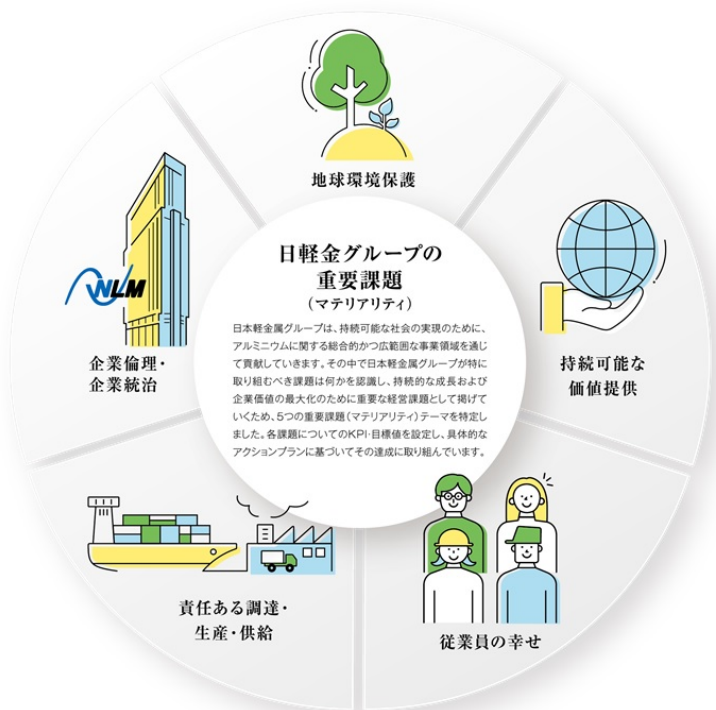 地球環境保護
日軽金グループの
重要課題
(マテリアリティ)
日本軽金属グループは、持続可能な社会の実現のために、
アルミニウムに関する総合的かつ広範囲な事業領域を通じ
て貢献していきます。その中で日本軽金属グループが特に
取り組むべき課題は何かを認識し、持続的な成長および
企業価値の最大化のために重要な経営課題として掲げて
いくため、5つの重要課題(マテリアリティ)テーマを特定し
ました。各課題についてのKPI・目標値を設定し、具体的な
アクションプランに基づいてその達成に取り組んでいます。
持続可能な
価値提供
従業員の幸せ
責任ある調達・
生産・供給
NLM
企業倫理・
企業統治